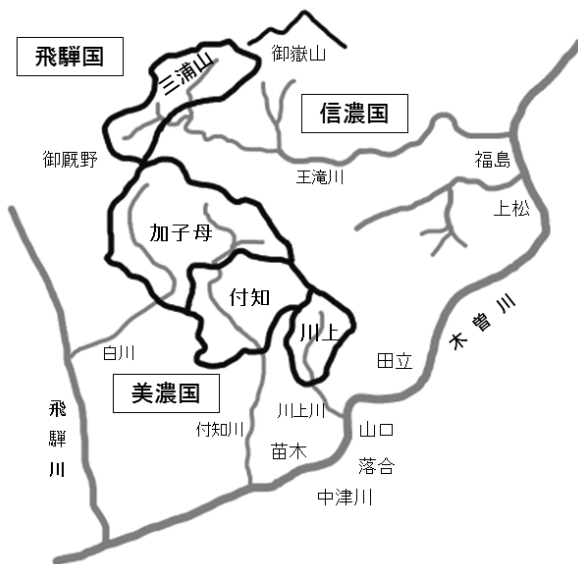 飛騨国
御嶽山
三浦山
信濃国
御厩野
王滝川
福島
上松
加子母
付知
川上
木曽川
白川
田立
美濃国
飛騨川
付知川
川上川
苗木
山口
落合
中津川